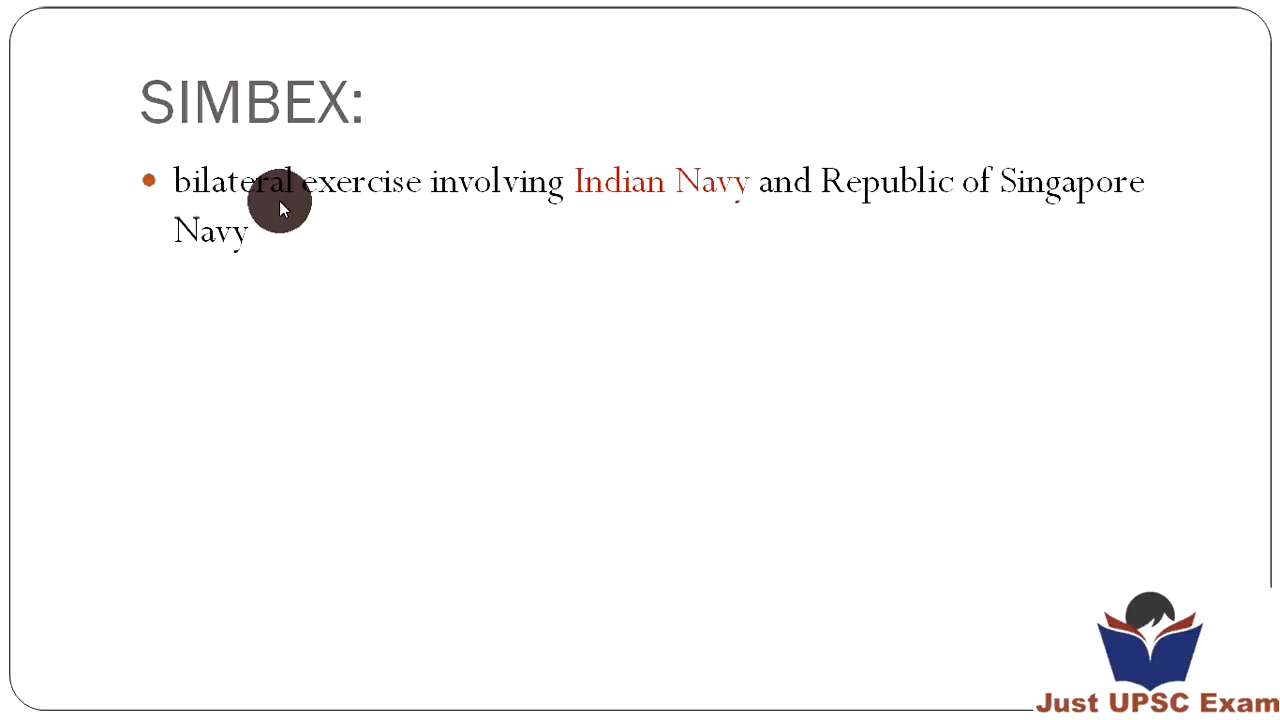 SIMBEX:
bilateral exercise involving Indian Navy and Republic of Singapore
Navy
Just UPSC Exam